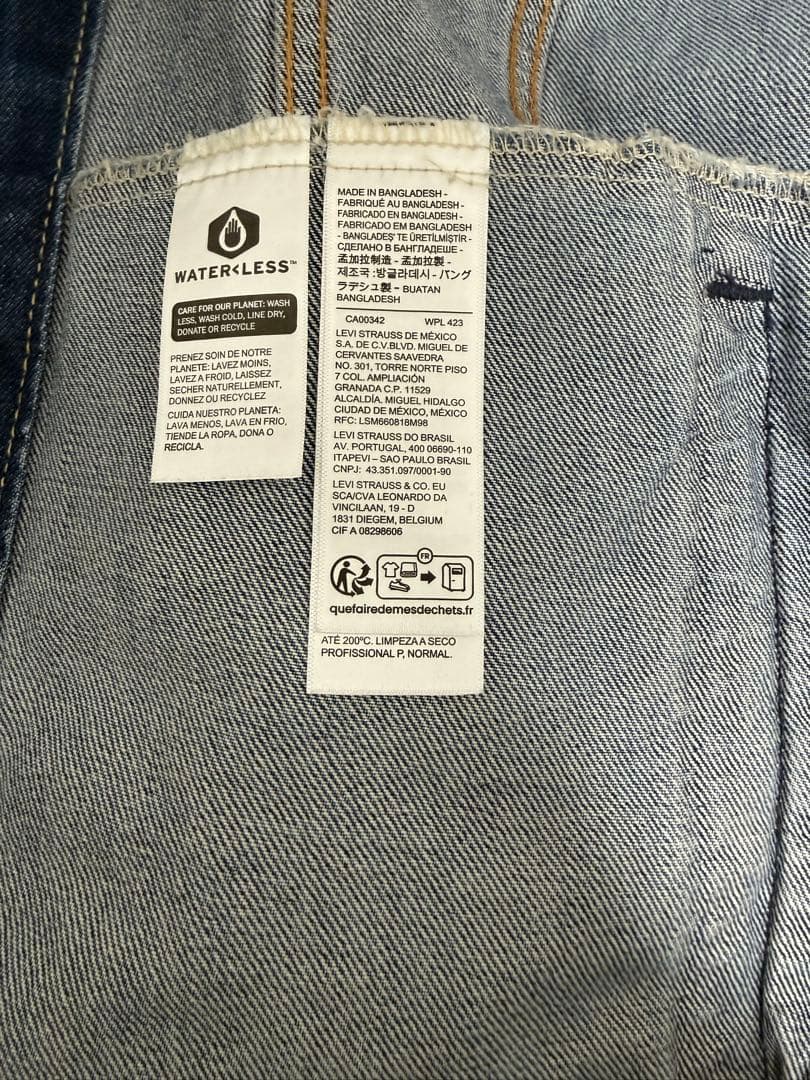 WATER<LESS™
CARE FOR OUR PLANET: WASH
LESS, WASH COLD, LINE DRY,
DONATE OR RECYCLE
PRENEZ SOIN DE NOTRE
PLANETE: LAVEZ MOINS,
LAVEZ A FROID, LAISSEZ
SECHER NATURELLEMENT,
DONNEZ OU RECYCLEZ
CUIDA NUESTRO PLANETA:
LAVA MENOS, LAVA EN FRIO,
TIENDE LA ROPA, DONA O
RECICLA.
MADE IN BANGLADESH -
FABRIQUÉ AU BANGLADESH -
FABRICADO EN BANGLADESH -
FABRICADO EM BANGLADESH
- BANGLADEŞ' TE ÜRETİLMİŞTİR -
СДЕЛАНО В БАНГЛАДЕШЕ -
孟加拉制造 - 孟加拉製 -
제조국 :방글라데시 - バング
ラデシュ製 - BUATAN
BANGLADESH
CA00342 WPL 423
LEVI STRAUSS DE MÉXICO
S.A. DE C.V.BLVD. MIGUEL DE
CERVANTES SAAVEDRA
NO. 301, TORRE NORTE PISO
7 COL. AMPLIACIÓN
GRANADA C.P. 11529
ALCALDÍA. MIGUEL HIDALGO
CIUDAD DE MÉXICO, MÉXICO
RFC: LSM660818M98
LEVI STRAUSS DO BRASIL
AV. PORTUGAL, 400 06690-110
ITAPEVI – SAO PAULO BRASIL
CNPJ: 43.351.097/0001-90
LEVI STRAUSS & CO. EU
SCA/CVA LEONARDO DA
VINCILAAN, 19 - D
1831 DIEGEM, BELGIUM
CIF A 08298606
FR
quefairedemesdechets.fr
ATÉ 200ºC. LIMPEZA A SECO
PROFISSIONAL P, NORMAL.